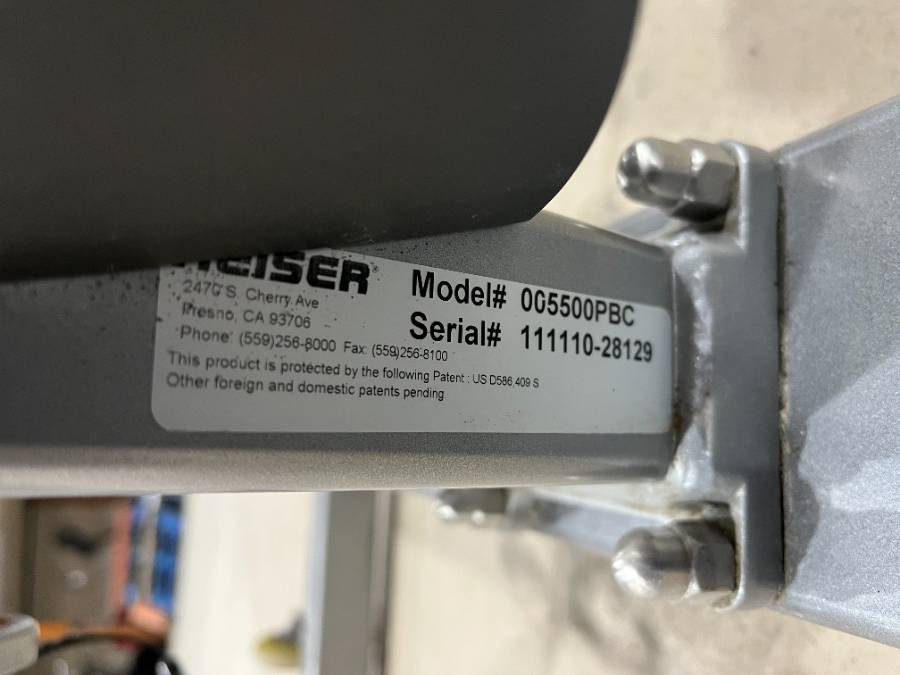 KEISER
Model# 005500PBC
Serial# 111110-28129
2470 S. Cherry Ave
Fresno, CA 93706
Phone: (559)256-8000 Fax: (559)256-8100
This product is protected by the following Patent : US D586,409 S
Other foreign and domestic patents pending